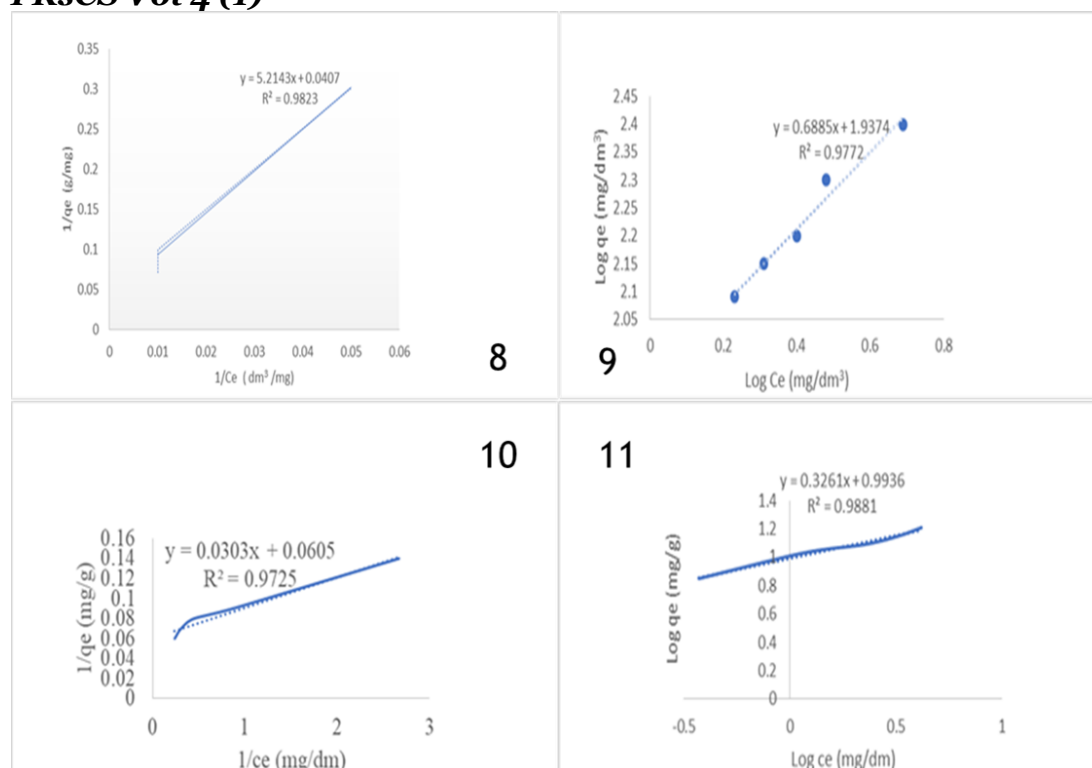 PRsCS Vol 4 (1)
0.35
0.3
0.25
0.2
0.15
0.1
0.05
0
1/qe (g/mg)
y = 5.2143x + 0.0407
R² = 0.9823
0 0.01 0.02 0.03 0.04 0.05 0.06
1/Ce (dm³/mg)
8
2.45
2.4
2.35
2.3
2.25
2.2
2.15
2.1
2.05
Log qe (mg/dm³)
y = 0.6885x + 1.9374
R² = 0.9772
0 0.2 0.4 0.6 0.8
Log Ce (mg/dm³)
9
10
0.16
0.14
0.12
0.1
0.08
0.06
0.04
0.02
0
1/qe (mg/g)
y = 0.0303x + 0.0605
R² = 0.9725
0 1 2 3
1/ce (mg/dm)
11
y = 0.3261x + 0.9936
R² = 0.9881
1.4
1.2
1
0.8
0.6
0.4
0.2
0
Log qe (mg/g)
-0.5 0 0.5 1
Log ce (mg/dm)